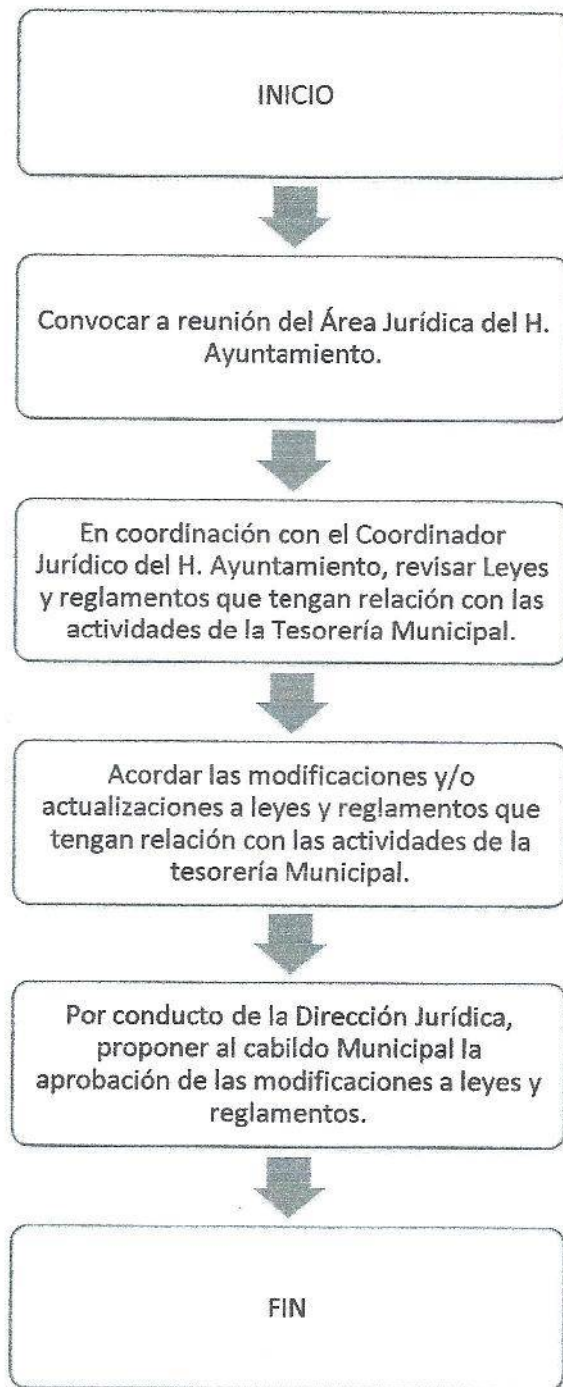 INICIO
Convocar a reunión del Área Jurídica del H.
Ayuntamiento.
En coordinación con el Coordinador
Jurídico del H. Ayuntamiento, revisar Leyes
y reglamentos que tengan relación con las
actividades de la Tesorería Municipal.
Acordar las modificaciones y/o
actualizaciones a leyes y reglamentos que
tengan relación con las actividades de la
tesorería Municipal.
Por conducto de la Dirección Jurídica,
proponer al cabildo Municipal la
aprobación de las modificaciones a leyes y
reglamentos.
FIN